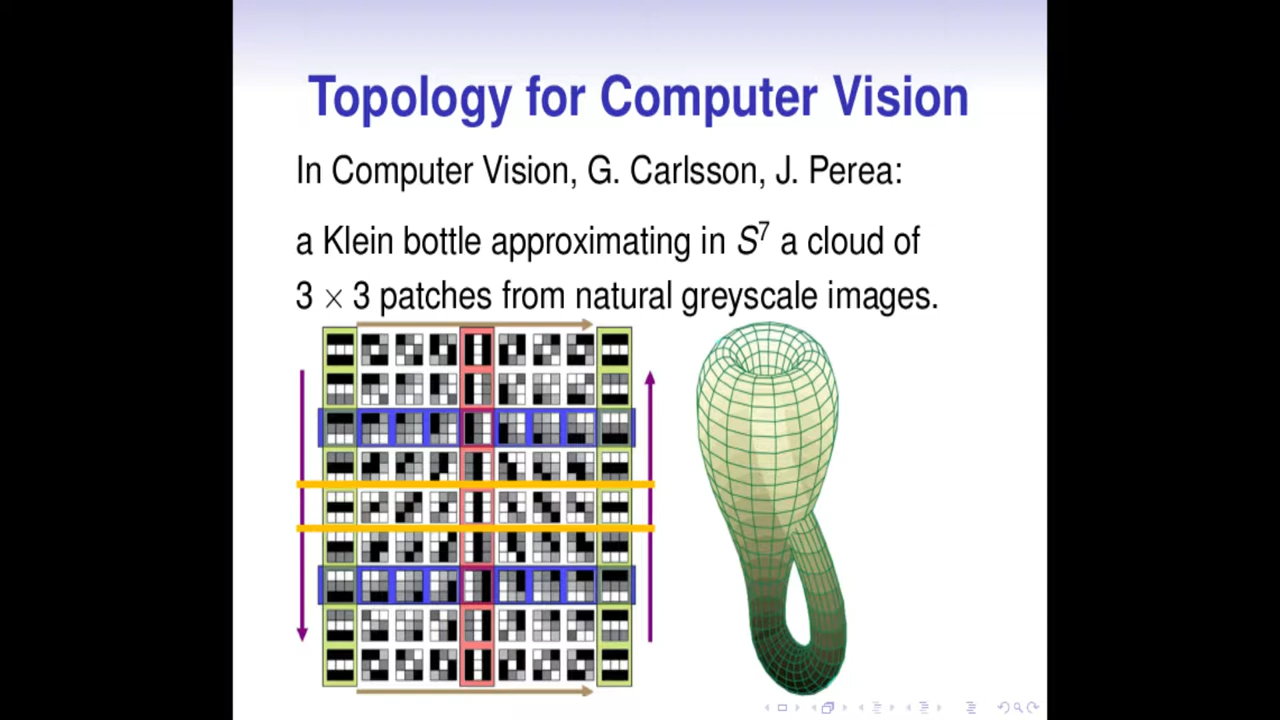 Topology for Computer Vision
In Computer Vision, G. Carlsson, J. Perea:
a Klein bottle approximating in S⁷ a cloud of
3 × 3 patches from natural greyscale images.